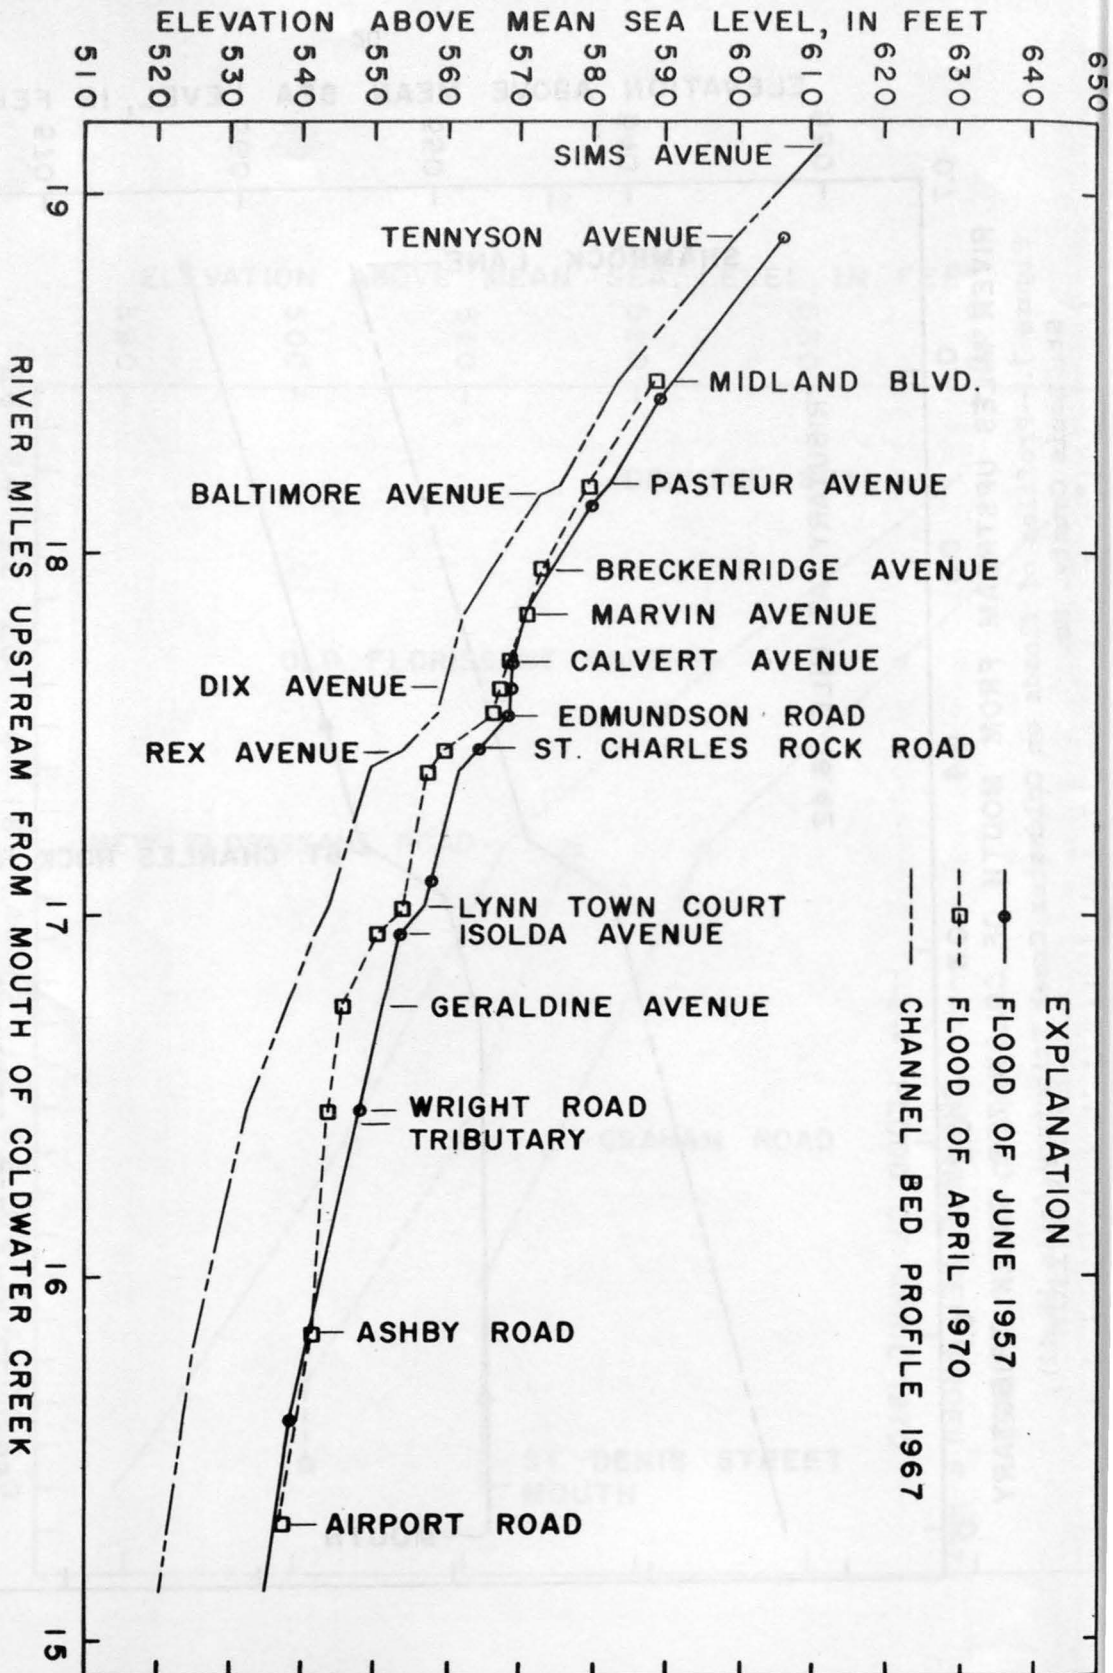 ELEVATION ABOVE MEAN SEA LEVEL, IN FEET
510 520 530 540 550 560 570 580 590 600 610 620 630 640 650
SIMS AVENUE
19
TENNYSON AVENUE
MIDLAND BLVD.
BALTIMORE AVENUE
PASTEUR AVENUE
18
BRECKENRIDGE AVENUE
MARVIN AVENUE
CALVERT AVENUE
DIX AVENUE
EDMUNDSON ROAD
REX AVENUE
ST. CHARLES ROCK ROAD
LYNN TOWN COURT
17
ISOLDA AVENUE
GERALDINE AVENUE
WRIGHT ROAD
TRIBUTARY
16
ASHBY ROAD
AIRPORT ROAD
15
RIVER MILES UPSTREAM FROM MOUTH OF COLDWATER CREEK
EXPLANATION
FLOOD OF JUNE 1957
FLOOD OF APRIL 1970
CHANNEL BED PROFILE 1967